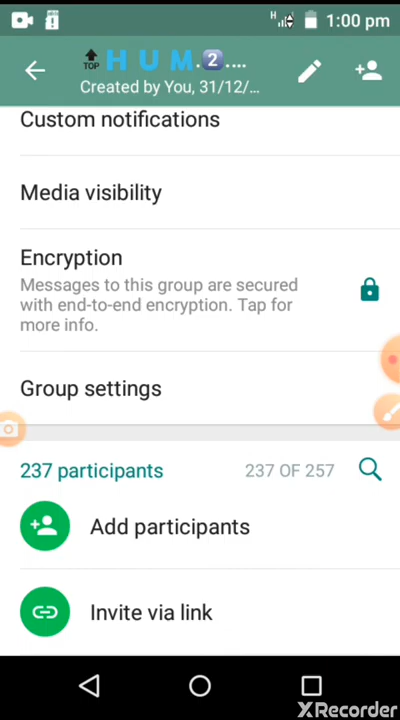 1:00 pm
TOP H U M.2....
Created by You, 31/12/...
Custom notifications
Media visibility
Encryption
Messages to this group are secured
with end-to-end encryption. Tap for
more info.
Group settings
237 participants 237 OF 257
Add participants
Invite via link
XRecorder